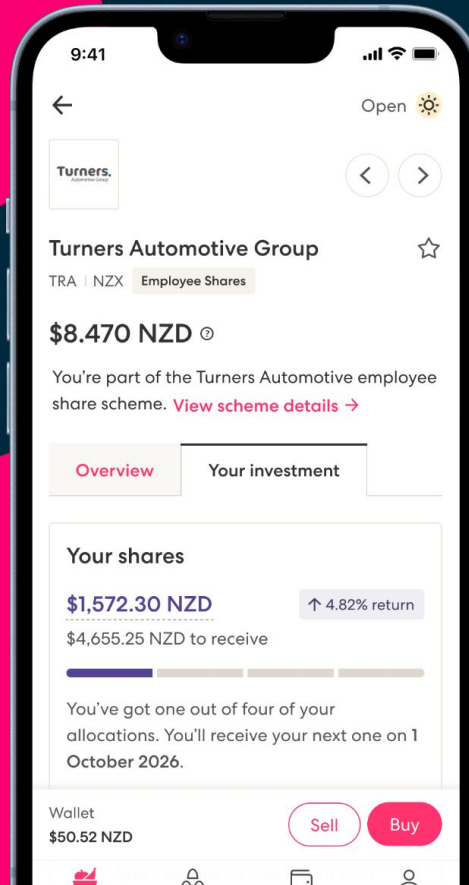 9:41
Open
Turners.
Automotive Group
Turners Automotive Group
TRA | NZX Employee Shares
$8.470 NZD
You're part of the Turners Automotive employee
share scheme. View scheme details →
Overview Your investment
Your shares
$1,572.30 NZD ↑ 4.82% return
$4,655.25 NZD to receive
You've got one out of four of your
allocations. You'll receive your next one on 1
October 2026.
Wallet
$50.52 NZD
Sell Buy